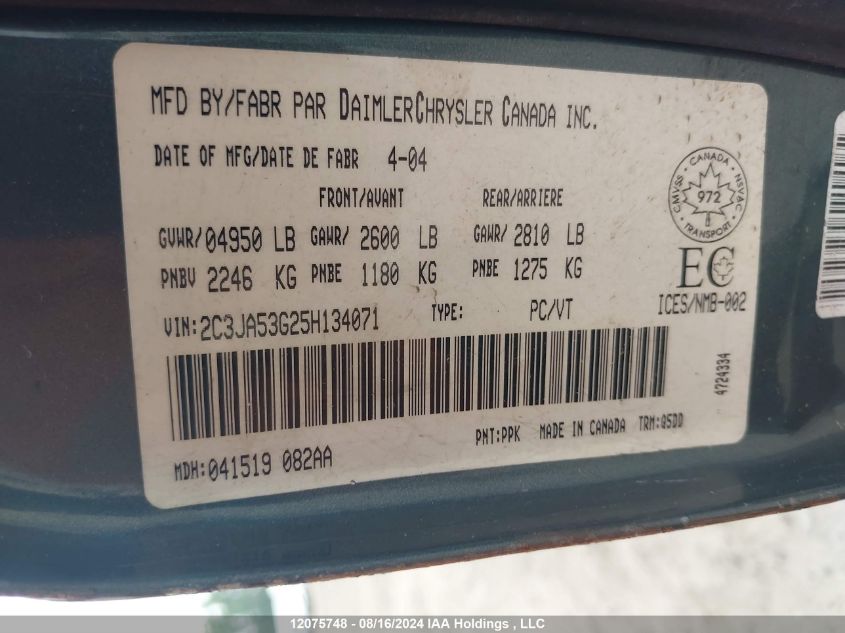 MFD BY/FABR PAR DAIMLERCHRYSLER CANADA INC.
DATE OF MFG/DATE DE FABR 4-04
FRONT/AVANT REAR/ARRIERE
GVWR/04950 LB GAWR/ 2600 LB GAWR/ 2810 LB
PNBV 2246 KG PNBE 1180 KG PNBE 1275 KG
VIN:2C3JA53G25H134071 TYPE: PC/VT
CANADA
CMVSS NSVAC
972
TRANSPORT
EC
ICES/NMB-002
4724334
PNT:PPK MADE IN CANADA TRM:Q5DD
MDH:041519 082AA
12075748 - 08/16/2024 IAA Holdings , LLC